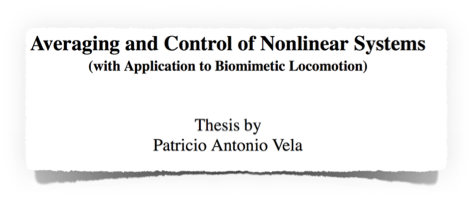 Averaging and Control of Nonlinear Systems
(with Application to Biomimetic Locomotion)
Thesis by
Patricio Antonio Vela